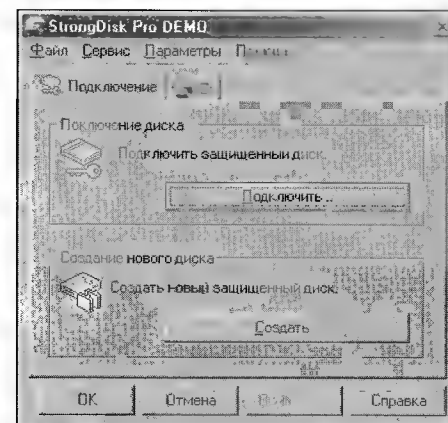 StrongDisk Pro DEMO
Файл Сервис Параметры
Подключение
Поключение диска
Подключить защищенный диск
Подключить...
Создание нового диска
Создать новый защищенный диск.
Создать
OK Отмена Справка